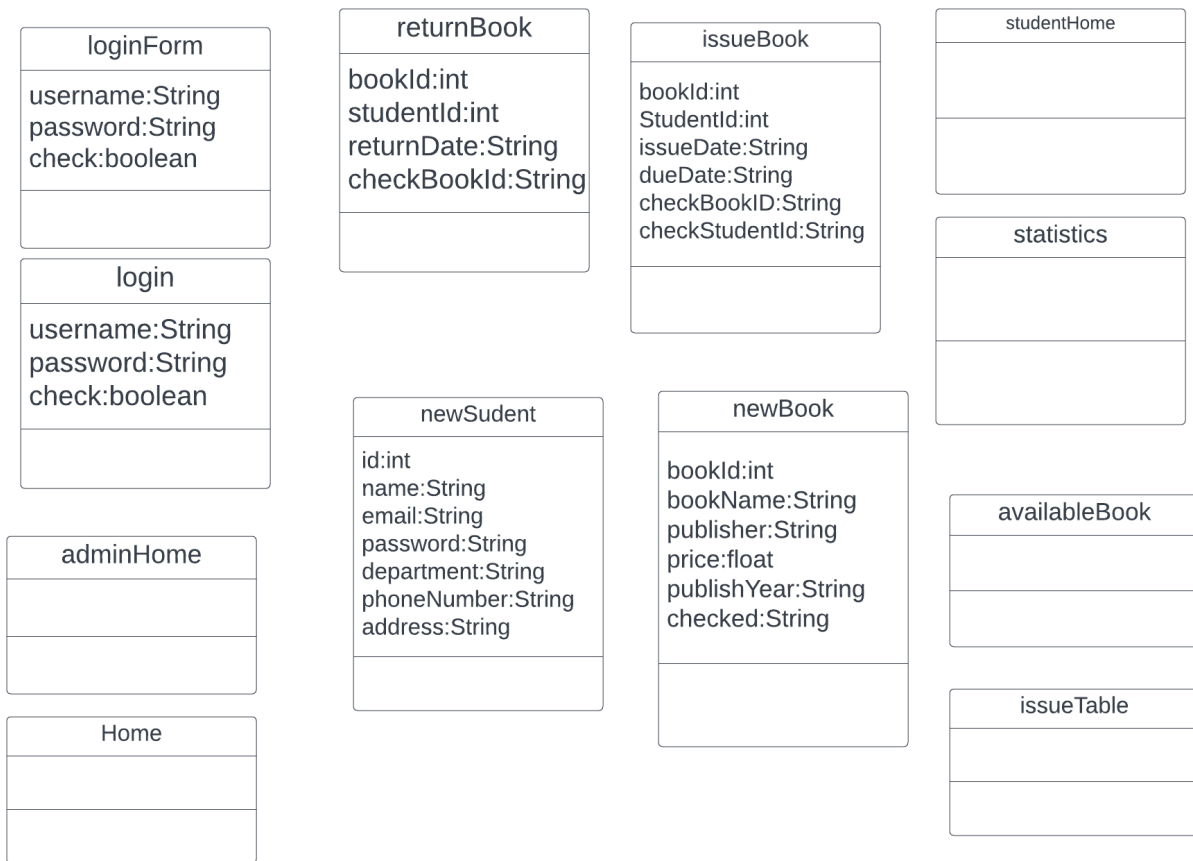 loginForm
username:String
password:String
check:boolean
login
username:String
password:String
check:boolean
adminHome
Home
returnBook
bookId:int
studentId:int
returnDate:String
checkBookId:String
newSudent
id:int
name:String
email:String
password:String
department:String
phoneNumber:String
address:String
issueBook
bookId:int
StudentId:int
issueDate:String
dueDate:String
checkBookID:String
checkStudentId:String
newBook
bookId:int
bookName:String
publisher:String
price:float
publishYear:String
checked:String
studentHome
statistics
availableBook
issueTable